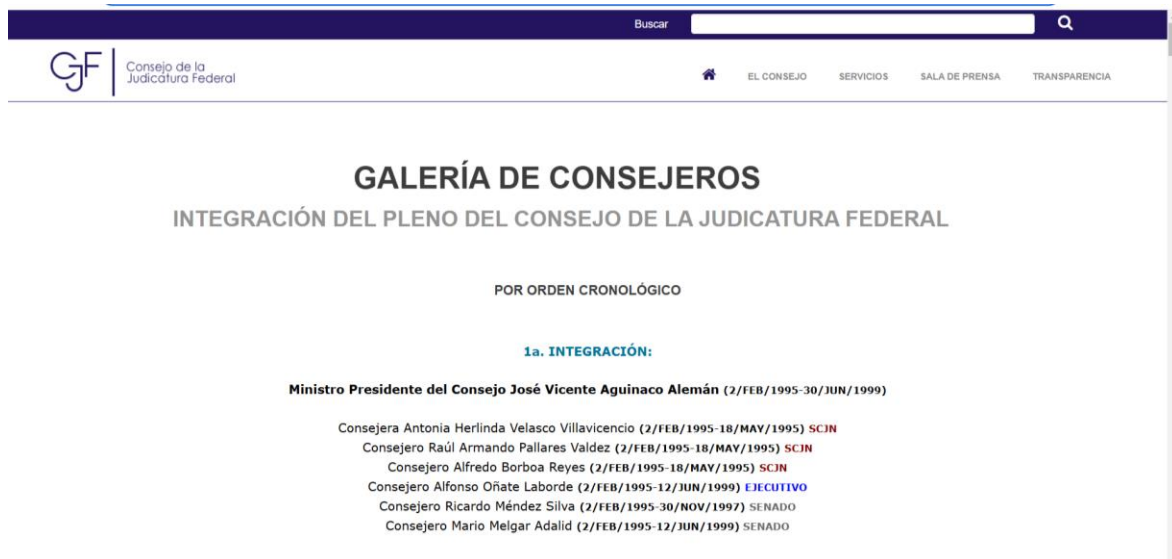 Buscar
CJF
Consejo de la
Judicatura Federal
EL CONSEJO SERVICIOS SALA DE PRENSA TRANSPARENCIA
GALERÍA DE CONSEJEROS
INTEGRACIÓN DEL PLENO DEL CONSEJO DE LA JUDICATURA FEDERAL
POR ORDEN CRONOLÓGICO
1a. INTEGRACIÓN:
Ministro Presidente del Consejo José Vicente Aguinaco Alemán (2/FEB/1995-30/JUN/1999)
Consejera Antonia Herlinda Velasco Villavicencio (2/FEB/1995-18/MAY/1995) SCJN
Consejero Raúl Armando Pallares Valdez (2/FEB/1995-18/MAY/1995) SCJN
Consejero Alfredo Borboa Reyes (2/FEB/1995-18/MAY/1995) SCJN
Consejero Alfonso Oñate Laborde (2/FEB/1995-12/JUN/1999) EJECUTIVO
Consejero Ricardo Méndez Silva (2/FEB/1995-30/NOV/1997) SENADO
Consejero Mario Melgar Adalid (2/FEB/1995-12/JUN/1999) SENADO